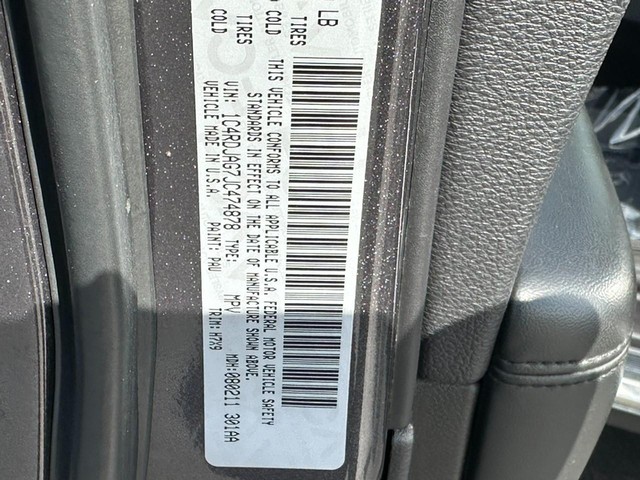 LB
TIRES COLD
TIRES COLD
THIS VEHICLE CONFORMS TO ALL APPLICABLE U.S.A. FEDERAL MOTOR VEHICLE SAFETY
STANDARDS IN EFFECT ON THE DATE OF MANUFACTURE SHOWN ABOVE.
VIN: 1C4RDJAG7JC474878 TYPE: MPV MDH:080211 301AA
VEHICLE MADE IN U.S.A. PAINT: PAU TRIM: H7X9